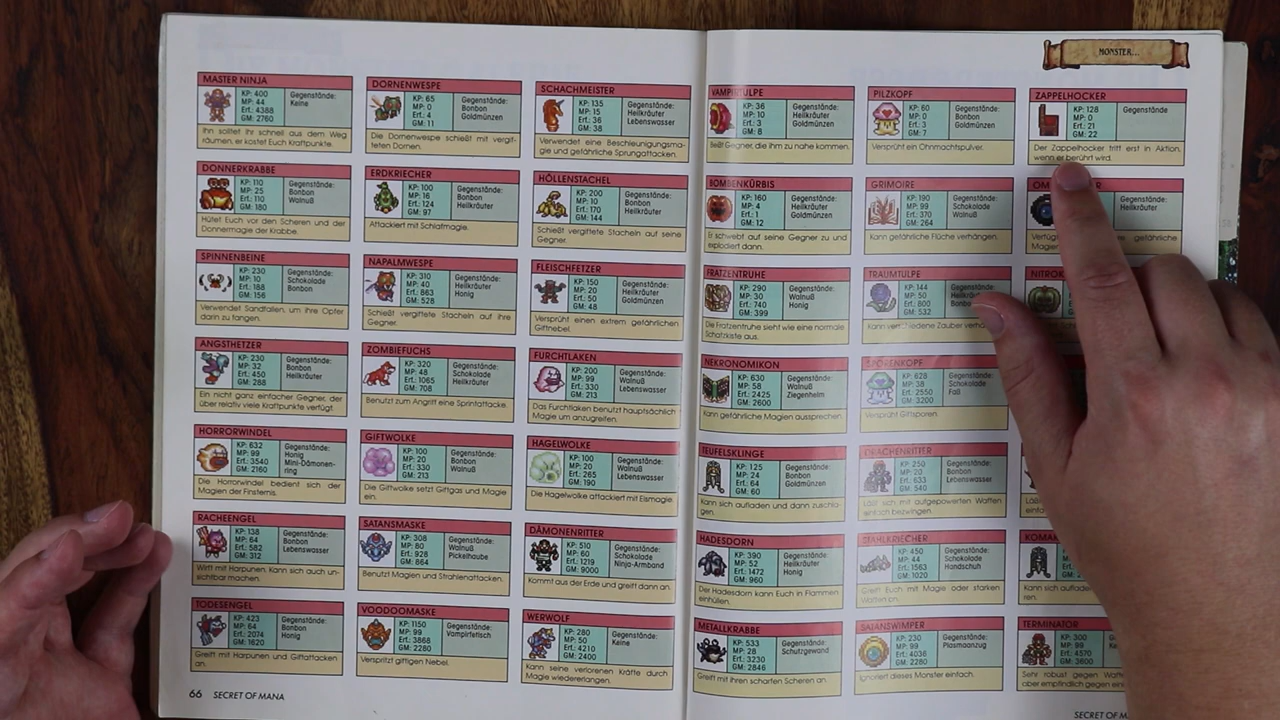 MONSTER...
MASTER NINJA
KP: 400
MP: 44
Erf.: 4388
GM: 2760
Gegenstände:
Keine
Ihn solltet Ihr schnell aus dem Weg
räumen, er kostet Euch Kraftpunkte.
DORNENWESPE
KP: 65
MP: 0
Erf.: 4
GM: 11
Gegenstände:
Bonbon
Goldmünzen
Die Dornenwespe schießt mit vergif-
teten Dornen.
SCHACHMEISTER
KP: 135
MP: 15
Erf.: 36
GM: 38
Gegenstände:
Heilkräuter
Lebenswasser
Verwendet eine Beschleunigungsma-
gie und gefährliche Sprungattacken.
DONNERKRABBE
KP: 110
MP: 25
Erf.: 110
GM: 180
Gegenstände:
Bonbon
Walnuß
Hütet Euch vor den Scheren und der
Donnermagie der Krabbe.
ERDKRIECHER
KP: 100
MP: 16
Erf.: 124
GM: 97
Gegenstände:
Bonbon
Heilkräuter
Attackiert mit Schlafmagie.
HÖLLENSTACHEL
KP: 200
MP: 10
Erf.: 170
GM: 144
Gegenstände:
Bonbon
Heilkräuter
Schießt vergiftete Stacheln auf seine
Gegner.
SPINNENBEINE
KP: 230
MP: 10
Erf.: 188
GM: 156
Gegenstände:
Schokolade
Bonbon
Verwendet Sandfallen, um ihre Opfer
darin zu fangen.
NAPALMWESPE
KP: 310
MP: 40
Erf.: 863
GM: 528
Gegenstände:
Heilkräuter
Honig
Schießt vergiftete Stacheln auf ihre
Gegner.
FLEISCHFETZER
KP: 150
MP: 20
Erf.: 50
GM: 48
Gegenstände:
Heilkräuter
Goldmünzen
Versprüht einen extrem gefährlichen
Giftnebel.
ANGSTHETZER
KP: 230
MP: 32
Erf.: 450
GM: 288
Gegenstände:
Bonbon
Heilkräuter
Ein nicht ganz einfacher Gegner, der
über relativ viele Kraftpunkte verfügt.
ZOMBIEFUCHS
KP: 320
MP: 48
Erf.: 1065
GM: 708
Gegenstände:
Schokolade
Heilkräuter
Benutzt zum Angriff eine Sprintattacke.
FURCHTLAKEN
KP: 200
MP: 99
Erf.: 330
GM: 213
Gegenstände:
Walnuß
Lebenswasser
Das Furchtlaken benutzt hauptsächlich
Magie um anzugreifen.
HORRORWINDEL
KP: 632
MP: 99
Erf.: 3540
GM: 2160
Gegenstände:
Honig
Mini-Dämonen-
ring
Die Horrorwindel bedient sich der
Magien der Finsternis.
GIFTWOLKE
KP: 100
MP: 20
Erf.: 330
GM: 213
Gegenstände:
Bonbon
Walnuß
Die Giftwolke setzt Giftgas und Magie
ein.
HAGELWOLKE
KP: 100
MP: 20
Erf.: 265
GM: 190
Gegenstände:
Walnuß
Lebenswasser
Die Hagelwolke attackiert mit Eismagie.
RACHEENGEL
KP: 138
MP: 64
Erf.: 582
GM: 312
Gegenstände:
Bonbon
Lebenswasser
Wirft mit Harpunen. Kann sich auch un-
sichtbar machen.
SATANSMASKE
KP: 308
MP: 80
Erf.: 928
GM: 864
Gegenstände:
Walnuß
Pickelhaube
Benutzt Magien und Strahlenattacken.
DÄMONENRITTER
KP: 510
MP: 60
Erf.: 1219
GM: 9000
Gegenstände:
Schokolade
Ninja-Armband
Kommt aus der Erde und greift dann an.
TODESENGEL
KP: 423
MP: 64
Erf.: 2074
GM: 1620
Gegenstände:
Bonbon
Honig
Greift mit Harpunen und Giftattacken
an.
VOODOOMASKE
KP: 1150
MP: 99
Erf.: 3868
GM: 2280
Gegenstände:
Vampirfetisch
Verspritzt giftigen Nebel.
WERWOLF
KP: 280
MP: 50
Erf.: 4210
GM: 2400
Gegenstände:
Keine
Kann seine verlorenen Kräfte durch
Magie wiedererlangen.
66 SECRET OF MANA
VAMPIRTULPE
KP: 36
MP: 10
Erf.: 3
GM: 8
Gegenstände:
Heilkräuter
Goldmünzen
Beißt Gegner, die ihm zu nahe kommen.
PILZKOPF
KP: 60
MP: 0
Erf.: 3
GM: 7
Gegenstände:
Bonbon
Goldmünzen
Versprüht ein Ohnmachtspulver.
ZAPPELHOCKER
KP: 128
MP: 0
Erf.: 21
GM: 22
Gegenstände
Der Zappelhocker tritt erst in Aktion,
wenn er berührt wird.
BOMBENKÜRBIS
KP: 160
MP: 4
Erf.: 1
GM: 12
Gegenstände:
Heilkräuter
Goldmünzen
Er schwebt auf seine Gegner zu und
explodiert dann.
GRIMOIRE
KP: 190
MP: 99
Erf.: 370
GM: 264
Gegenstände:
Schokolade
Walnuß
Kann gefährliche Flüche verhängen.
Gegenstände:
Heilkräuter
gefährliche
FRATZENTRUHE
KP: 290
MP: 30
Erf.: 740
GM: 399
Gegenstände:
Walnuß
Honig
Die Fratzentruhe sieht wie eine normale
Schatzkiste aus.
TRAUMTULPE
KP: 144
MP: 50
Erf.: 800
GM: 532
Gegenstände:
NITROK
NEKRONOMIKON
KP: 630
MP: 58
Erf.: 2425
GM: 2600
Gegenstände:
Walnuß
Ziegenhelm
Kann gefährliche Magien aussprechen.
SPORENKOPF
KP: 628
MP: 38
Erf.: 2550
GM: 3200
Gegenstände:
Schokolade
Faß
Versprüht Giftsporen.
TEUFELSKLINGE
KP: 125
MP: 24
Erf.: 64
GM: 60
Gegenstände:
Bonbon
Goldmünzen
Kann sich aufladen und dann zuschla-
gen.
DRACHENRITTER
KP: 250
MP: 20
Erf.: 633
GM: 540
Gegenstände:
Bonbon
Lebenswasser
Läßt sich mit aufgepowerten Waffen
einfach bezwingen.
HADESDORN
KP: 390
MP: 52
Erf.: 1472
GM: 960
Gegenstände:
Heilkräuter
Honig
Der Hadesdorn kann Euch in Flammen
einhüllen.
STAHLKRIECHER
KP: 450
MP: 44
Erf.: 1563
GM: 1020
Gegenstände:
Schokolade
Handschuh
Greift Euch mit Magie oder starken
Waffen an.
KOMMA
Kann sich auflad
ren.
METALLKRABBE
KP: 533
MP: 28
Erf.: 3230
GM: 2846
Gegenstände:
Schutzgewand
Greift mit ihren scharfen Scheren an.
SATANSWIMPER
KP: 230
MP: 99
Erf.: 4036
GM: 2280
Gegenstände:
Plasmaanzug
Ignoriert dieses Monster einfach.
TERMINATOR
KP: 300
MP: 99
Erf.: 4570
GM: 3600
Sehr robust gegen Waff
aber empfindlich gegen
SECRET OF M